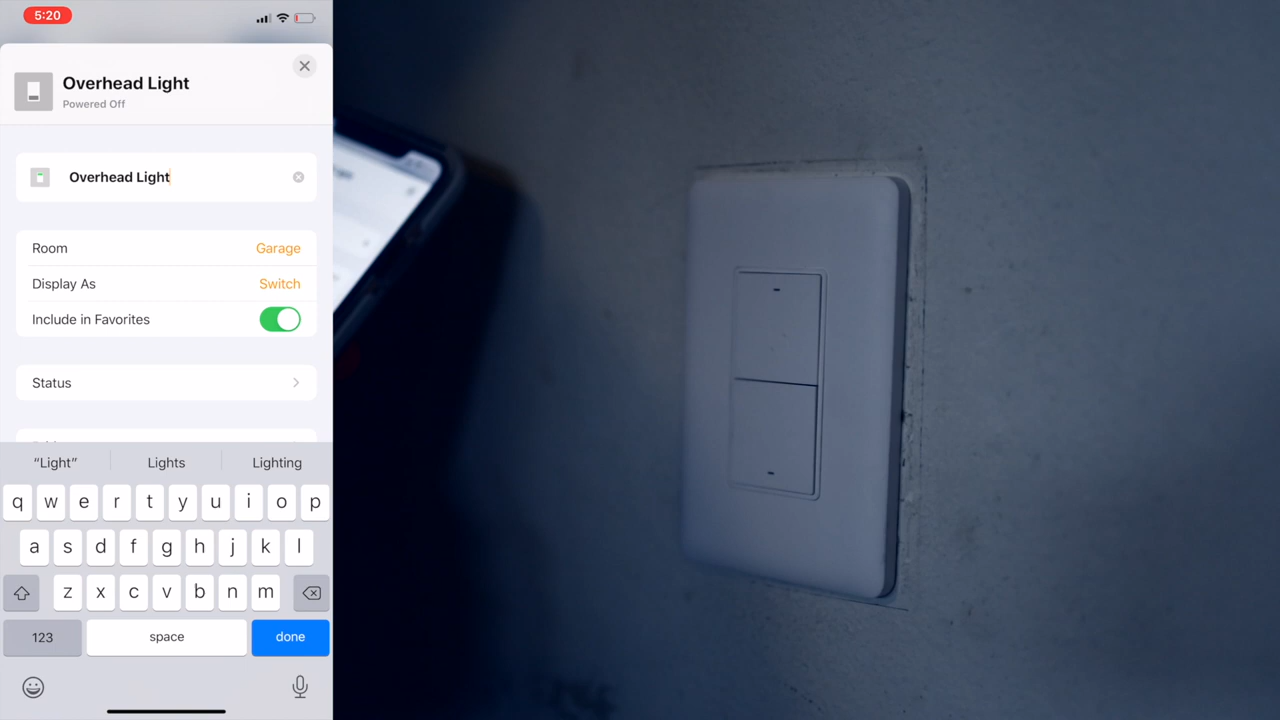 5:20
Overhead Light
Powered Off
Overhead Light
Room Garage
Display As Switch
Include in Favorites
Status
"Light" Lights Lighting
q w e r t y u i o p
a s d f g h j k l
z x c v b n m
123 space done